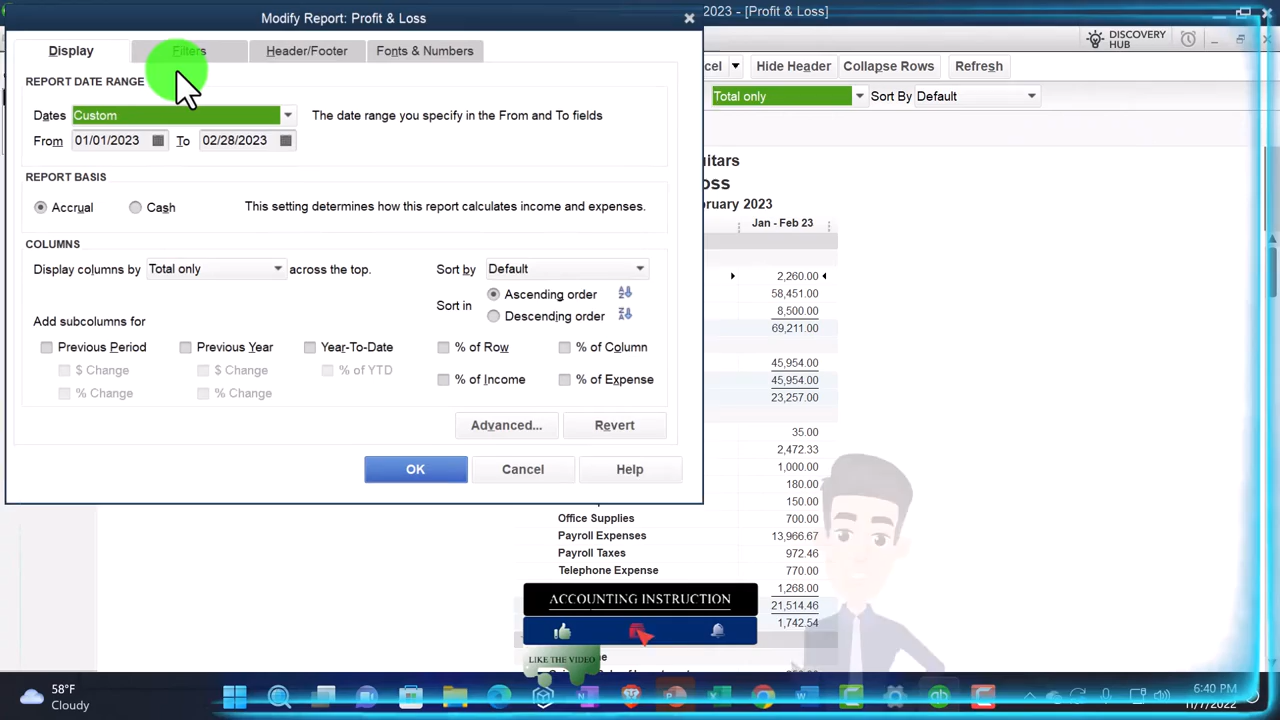 Modify Report: Profit & Loss
2023 - [Profit & Loss]
Display
Filters
Header/Footer
Fonts & Numbers
DISCOVERY
HUB
cel
Hide Header
Collapse Rows
Refresh
REPORT DATE RANGE
Total only
Sort By
Default
Dates
Custom
The date range you specify in the From and To fields
From
01/01/2023
To
02/28/2023
REPORT BASIS
Accrual
Cash
This setting determines how this report calculates income and expenses.
COLUMNS
Display columns by
Total only
across the top.
Sort by
Default
Sort in
Ascending order
Descending order
Add subcolumns for
Previous Period
Previous Year
Year-To-Date
% of Row
% of Column
$ Change
$ Change
% of YTD
% of Income
% of Expense
% Change
% Change
Advanced...
Revert
OK
Cancel
Help
uitars
oss
ruary 2023
Jan - Feb 23
2,260.00
58,451.00
8,500.00
69,211.00
45,954.00
45,954.00
23,257.00
35.00
2,472.33
1,000.00
180.00
150.00
Office Supplies 700.00
Payroll Expenses 13,966.67
Payroll Taxes 972.46
Telephone Expense 770.00
1,268.00
21,514.46
1,742.54
ACCOUNTING INSTRUCTION
LIKE THE VIDEO
58°F
Cloudy
6:40 PM
11/7/2022